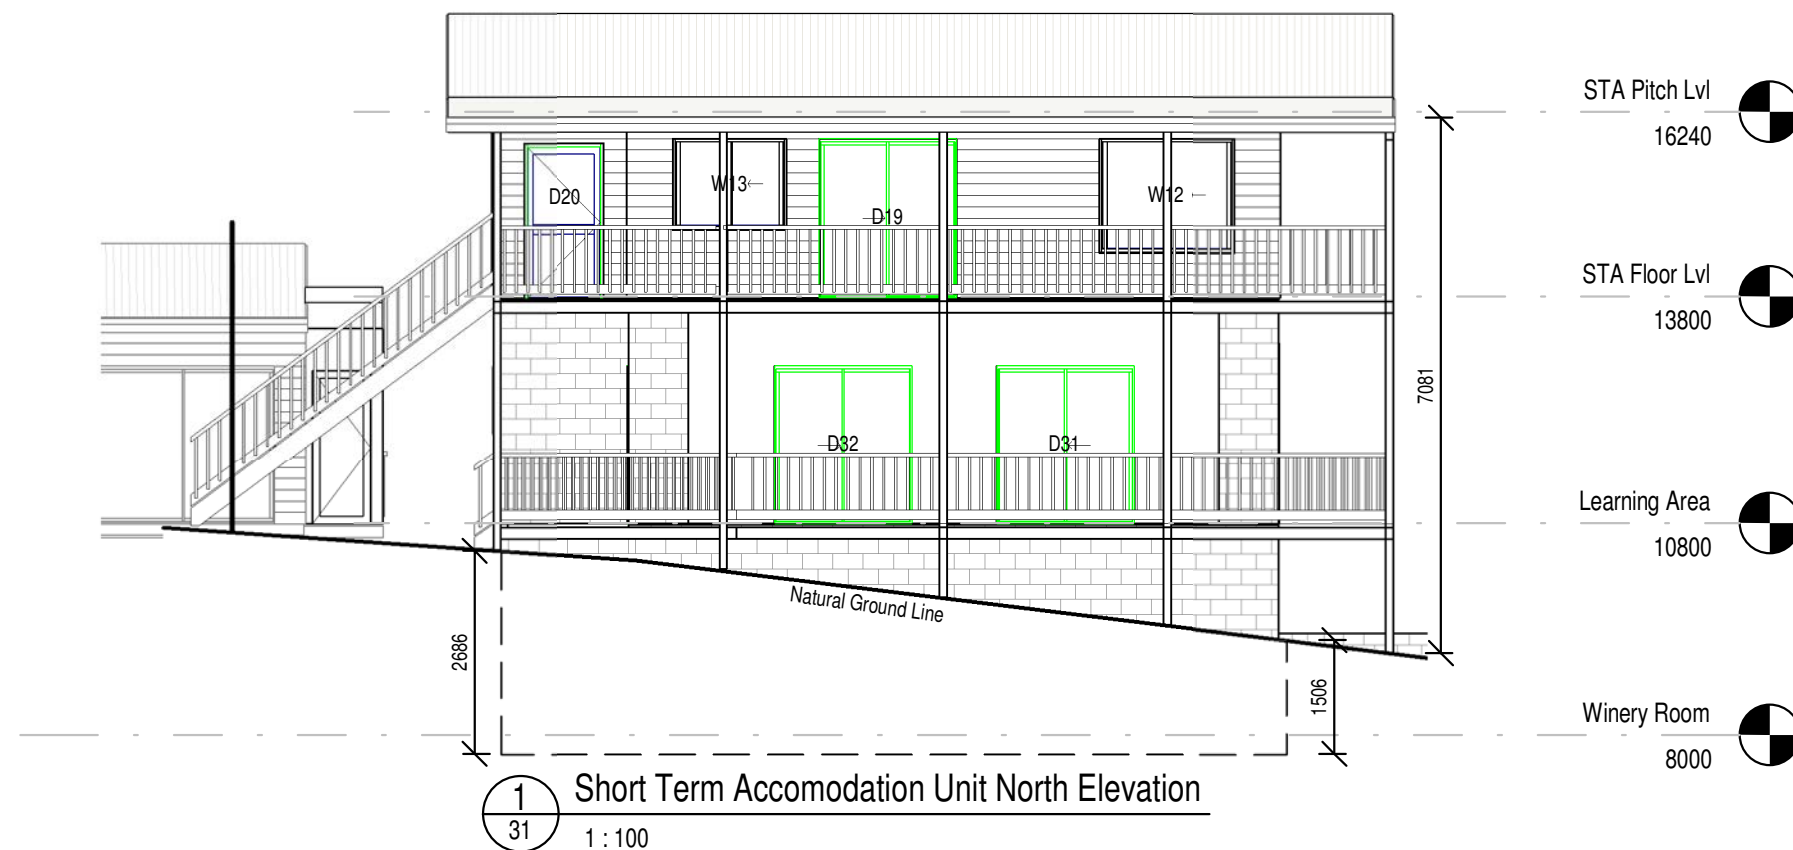 STA Pitch Lvl
16240
D20
W13
D19
W12
STA Floor Lvl
13800
7081
D32
D31
Learning Area
10800
Natural Ground Line
2686
1506
Winery Room
8000
1
31
Short Term Accomodation Unit North Elevation
1 : 100